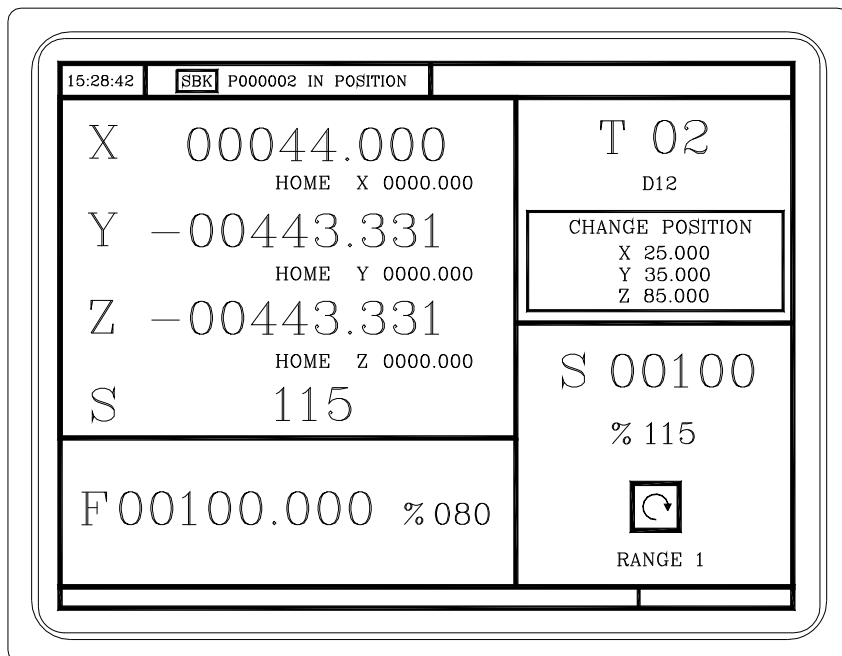 15:28:42 SBK P000002 IN POSITION
X 00044.000
HOME X 0000.000
Y -00443.331
HOME Y 0000.000
Z -00443.331
HOME Z 0000.000
S 115
F 00100.000 % 080
T 02
D12
CHANGE POSITION
X 25.000
Y 35.000
Z 85.000
S 00100
% 115
RANGE 1